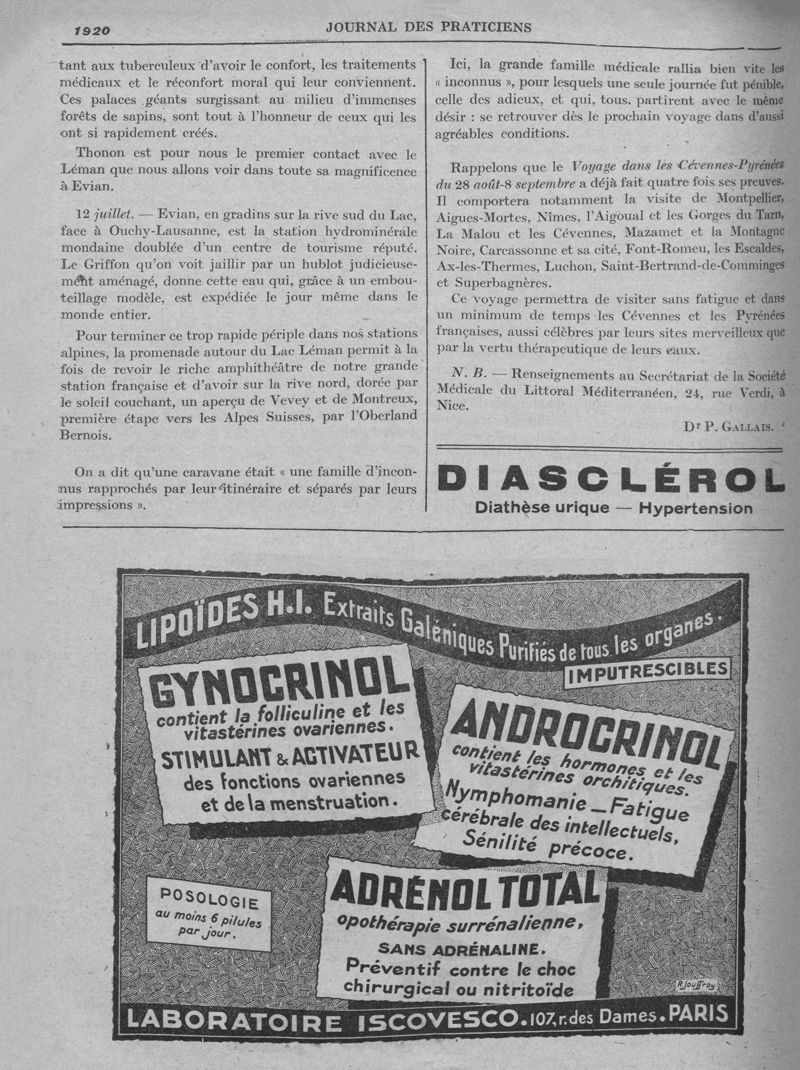 1920
JOURNAL DES PRATICIENS
tant aux tuberculeux d'avoir le confort, les traitements
médicaux et le réconfort moral qui leur conviennent.
Ces palaces géants surgissant au milieu d'immenses
forêts de sapins, sont tout à l'honneur de ceux qui les
ont si rapidement créés.
Thonon est pour nous le premier contact avec le
Léman que nous allons voir dans toute sa magnificence
à Evian.
12 juillet. — Evian, en gradins sur la rive sud du Lac,
face à Ouchy-Lausanne, est la station hydrominérale
mondaine doublée d'un centre de tourisme réputé.
Le Griffon qu'on voit jaillir par un hublot judicieuse-
ment aménagé, donne cette eau qui, grâce à un embou-
teillage modèle, est expédiée le jour même dans le
monde entier.
Pour terminer ce trop rapide périple dans nos stations
alpines, la promenade autour du Lac Léman permit à la
fois de revoir le riche amphithéâtre de notre grande
station française et d'avoir sur la rive nord, dorée par
le soleil couchant, un aperçu de Vevey et de Montreux,
première étape vers les Alpes Suisses, par l'Oberland
Bernois.
On a dit qu'une caravane était « une famille d'incon-
nus rapprochés par leur itinéraire et séparés par leurs
impressions ».
Ici, la grande famille médicale rallia bien vite les
« inconnus », pour lesquels une seule journée fut pénible,
celle des adieux, et qui, tous, partirent avec le même
désir : se retrouver dès le prochain voyage dans d'aussi
agréables conditions.
Rappelons que le Voyage dans les Cévennes-Pyrénées
du 28 août-8 septembre a déjà fait quatre fois ses preuves.
Il comportera notamment la visite de Montpellier,
Aigues-Mortes, Nîmes, l'Aigoual et les Gorges du Tarn,
La Malou et les Cévennes, Mazamet et la Montagne
Noire, Carcassonne et sa cité, Font-Romeu, les Escaldes,
Ax-les-Thermes, Luchon, Saint-Bertrand-de-Comminges
et Superbagnères.
Ce voyage permettra de visiter sans fatigue et dans
un minimum de temps les Cévennes et les Pyrénées
françaises, aussi célèbres par leurs sites merveilleux que
par la vertu thérapeutique de leurs eaux.
N. B. — Renseignements au Secrétariat de la Société
Médicale du Littoral Méditerranéen, 24, rue Verdi, à
Nice.
Dr P. GALLAIS.
DIASCLÉROL
Diathèse urique — Hypertension
LIPOÏDES H.I. Extraits Galéniques Purifiés de tous les organes.
IMPUTRESCIBLES
GYNOCRINOL
contient la folliculine et les
vitastérines ovariennes.
STIMULANT & ACTIVATEUR
des fonctions ovariennes
et de la menstruation.
ANDROCRINOL
contient les hormones et les
vitastérines orchitiques.
Nymphomanie — Fatigue
cérébrale des intellectuels,
Sénilité précoce.
POSOLOGIE
au moins 6 pilules
par jour.
ADRÉNOL TOTAL
opothérapie surrénalienne,
SANS ADRÉNALINE.
Préventif contre le choc
chirurgical ou nitritoïde
R. Jouffroy
LABORATOIRE ISCOVESCO. 107, r. des Dames. PARIS